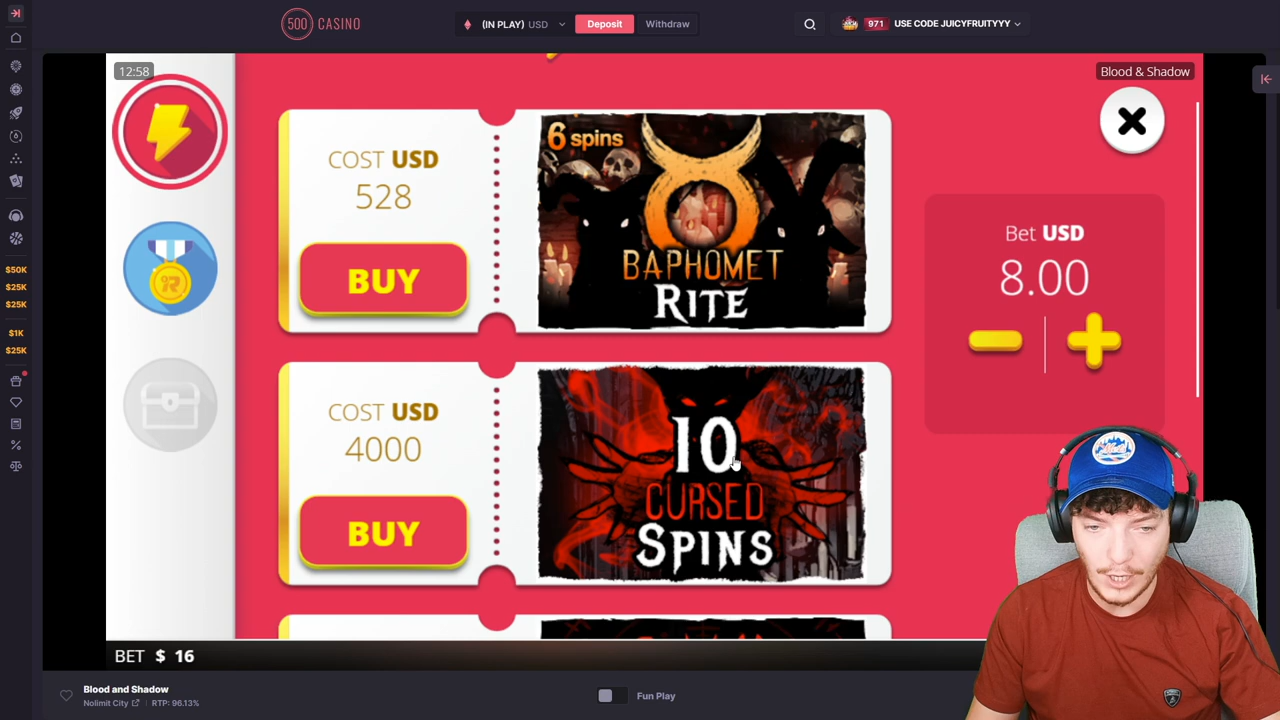 500 CASINO
(IN PLAY) USD
Deposit
Withdraw
971
USE CODE JUICYFRUITYYY
12:58
Blood & Shadow
COST USD
528
BUY
6 spins
BAPHOMET
RITE
Bet USD
8.00
COST USD
4000
BUY
10
CURSED
SPINS
$50K
$25K
$25K
$1K
$25K
BET $ 16
Blood and Shadow
Nolimit City
RTP: 96.13%
Fun Play